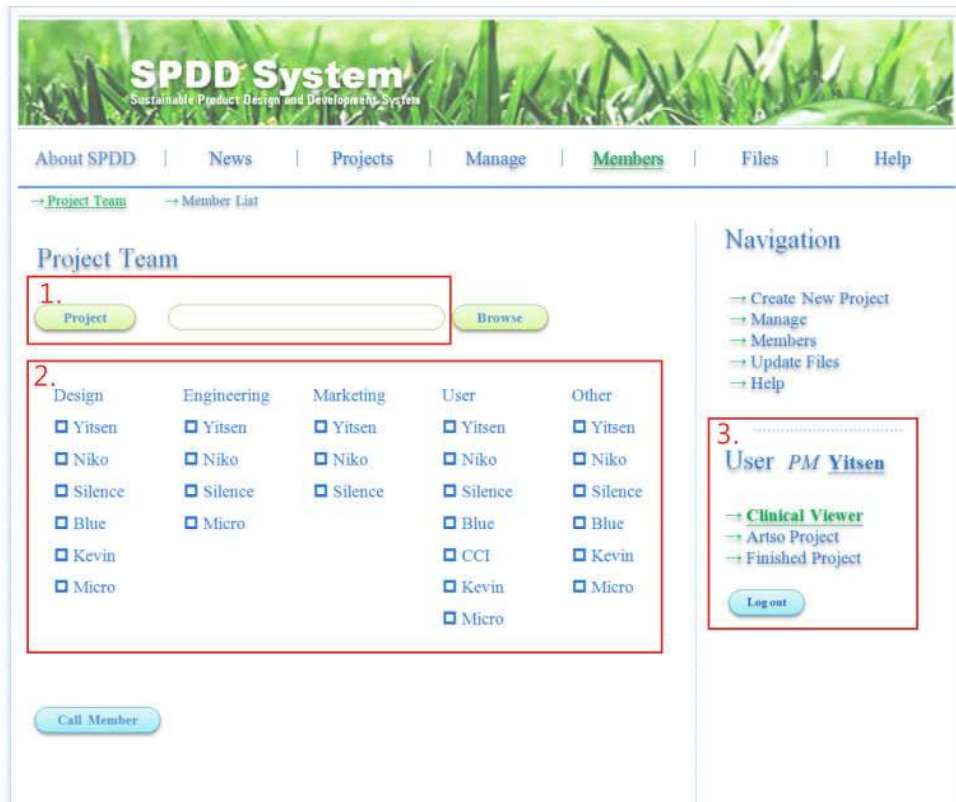 SPDD System
Sustainable Product Design and Development System
About SPDD | News | Projects | Manage | Members | Files | Help
→ Project Team → Member List
Project Team
1.
Project Browse
2.
Design Engineering Marketing User Other
Yitsen Yitsen Yitsen Yitsen Yitsen
Niko Niko Niko Niko Niko
Silence Silence Silence Silence Silence
Blue Micro Blue Blue
Kevin CCI Kevin
Micro Kevin Micro
Micro
Call Member
Navigation
→ Create New Project
→ Manage
→ Members
→ Update Files
→ Help
3.
User PM Yitsen
→ Clinical Viewer
→ Artso Project
→ Finished Project
Log out